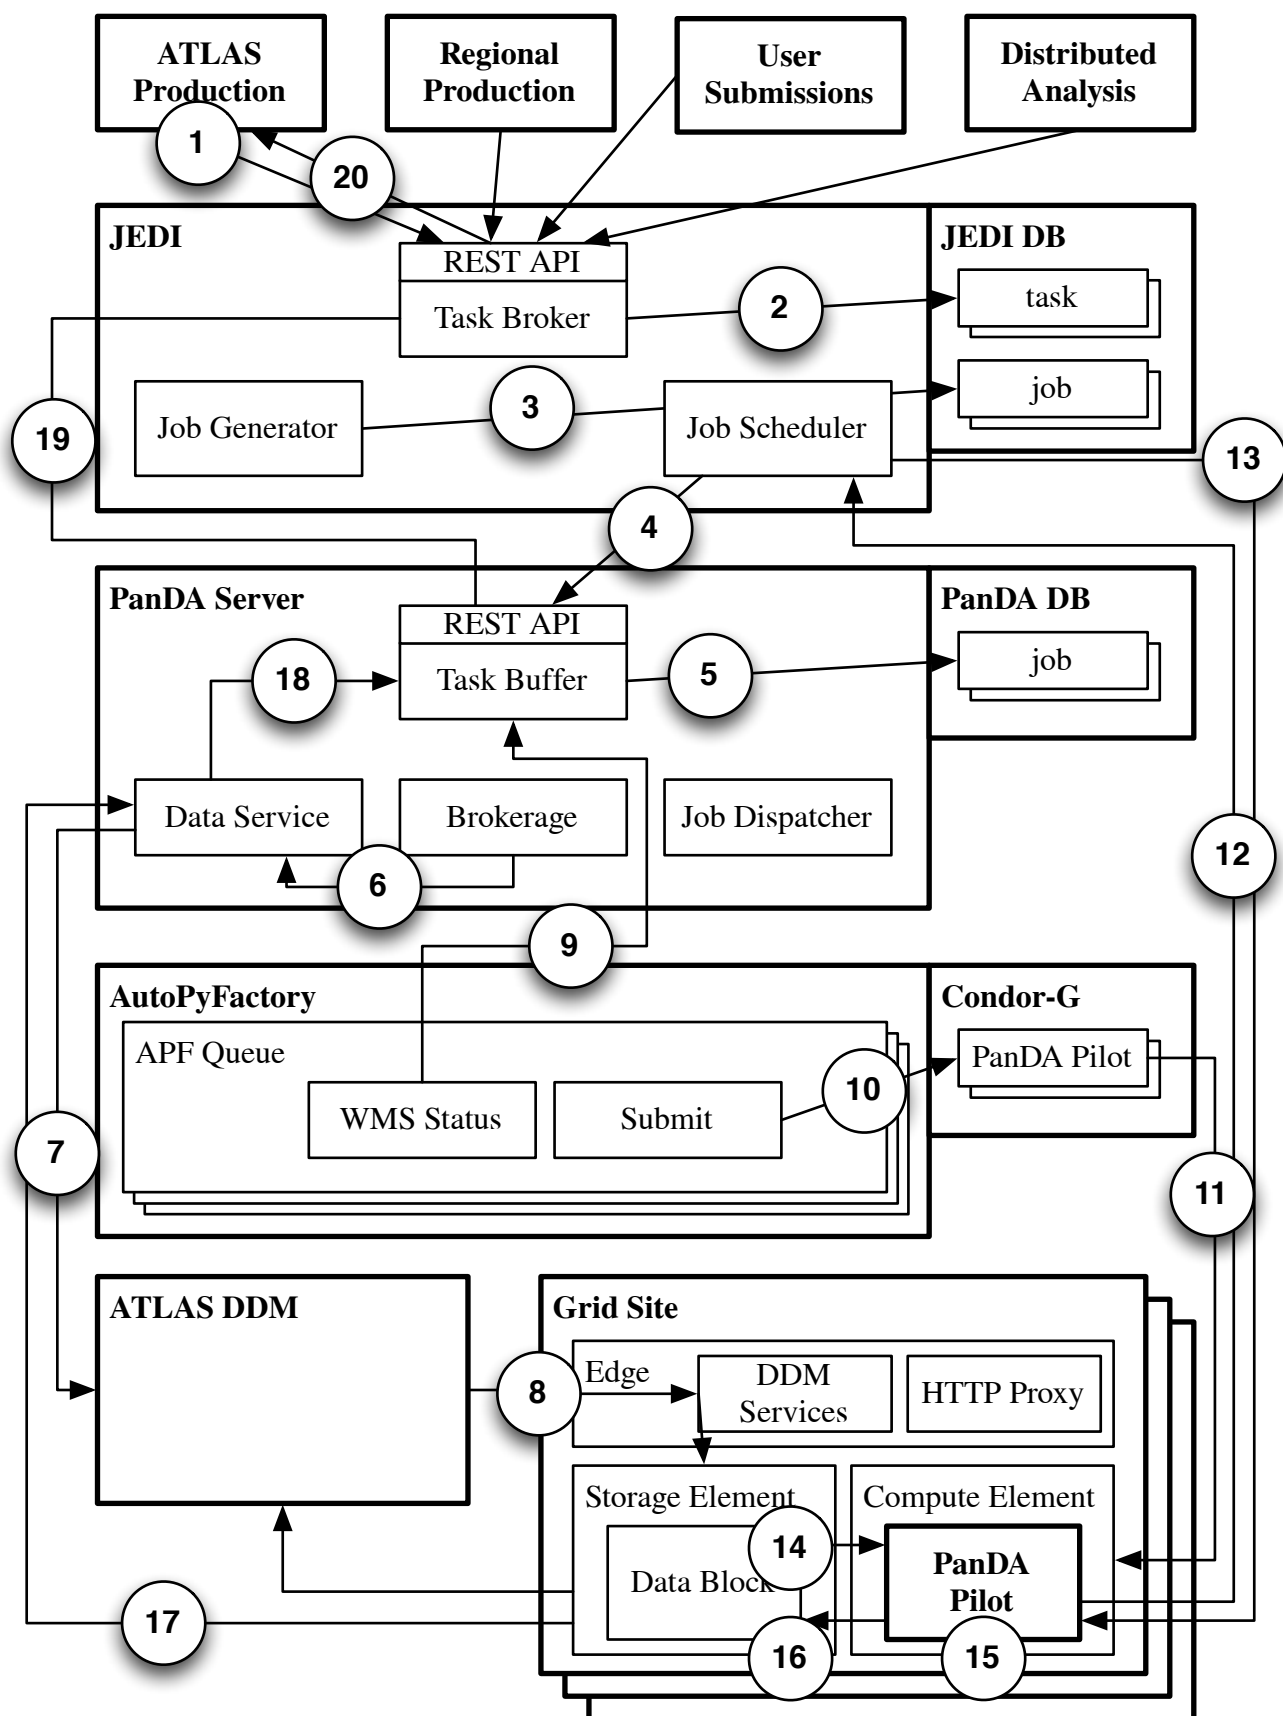 ATLAS
Production
Regional
Production
User
Submissions
Distributed
Analysis
1
20
JEDI
JEDI DB
REST API
Task Broker
2
task
3
job
Job Generator
Job Scheduler
19
13
4
PanDA Server
PanDA DB
REST API
Task Buffer
18
5
job
Data Service
Brokerage
Job Dispatcher
12
6
9
AutoPyFactory
Condor-G
APF Queue
PanDA Pilot
10
WMS Status
Submit
7
11
ATLAS DDM
Grid Site
8
Edge
DDM
Services
HTTP Proxy
Storage Element
Compute Element
14
Data Block
PanDA
Pilot
17
16
15